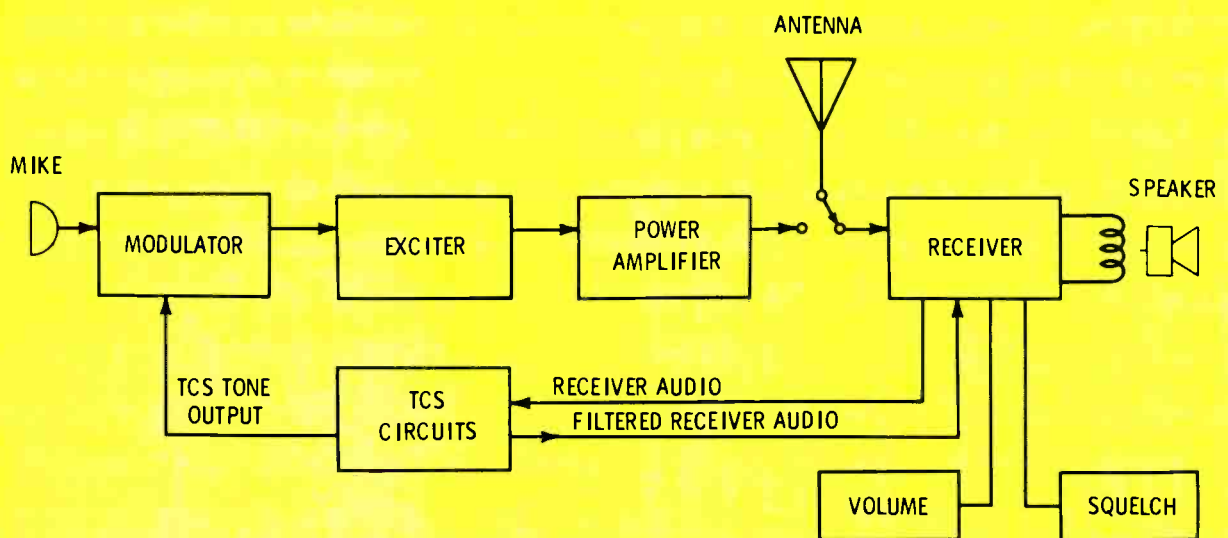 ANTENNA
MIKE
SPEAKER
MODULATOR
EXCITER
POWER
AMPLIFIER
RECEIVER
TCS TONE
OUTPUT
TCS
CIRCUITS
RECEIVER AUDIO
FILTERED RECEIVER AUDIO
VOLUME
SQUELCH